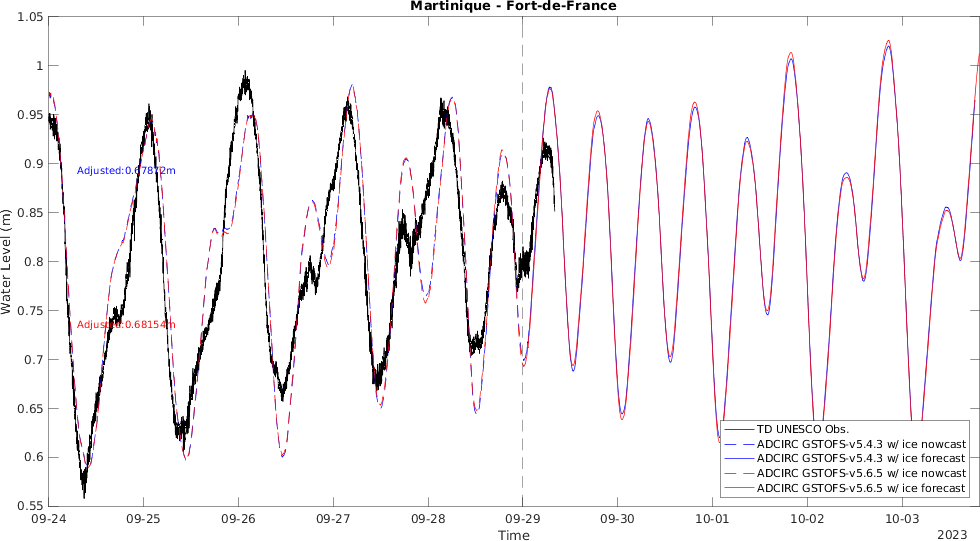 Martinique - Fort-de-France
1.05
1
0.95
0.9
0.85
0.8
0.75
0.7
0.65
0.6
0.55
Water Level (m)
Adjusted:0.67872m
Adjusted:0.68154m
TD UNESCO Obs.
ADCIRC GSTOFS-v5.4.3 w/ ice nowcast
ADCIRC GSTOFS-v5.4.3 w/ ice forecast
ADCIRC GSTOFS-v5.6.5 w/ ice nowcast
ADCIRC GSTOFS-v5.6.5 w/ ice forecast
09-24 09-25 09-26 09-27 09-28 09-29 09-30 10-01 10-02 10-03
Time
2023